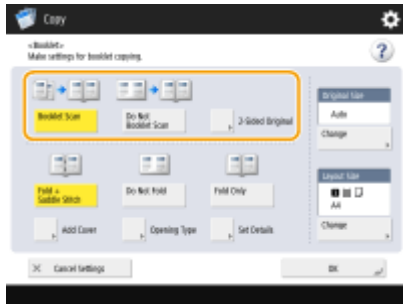 Copy
<Booklet>
Make settings for booklet copying.
?
Booklet Scan
Do Not
Booklet Scan
2-Sided Original
Original Size
Auto
Change
Fold +
Saddle Stitch
Do Not Fold
Fold Only
Layout Size
A4
Change
Add Cover
Opening Type
Set Details
Cancel Settings
OK